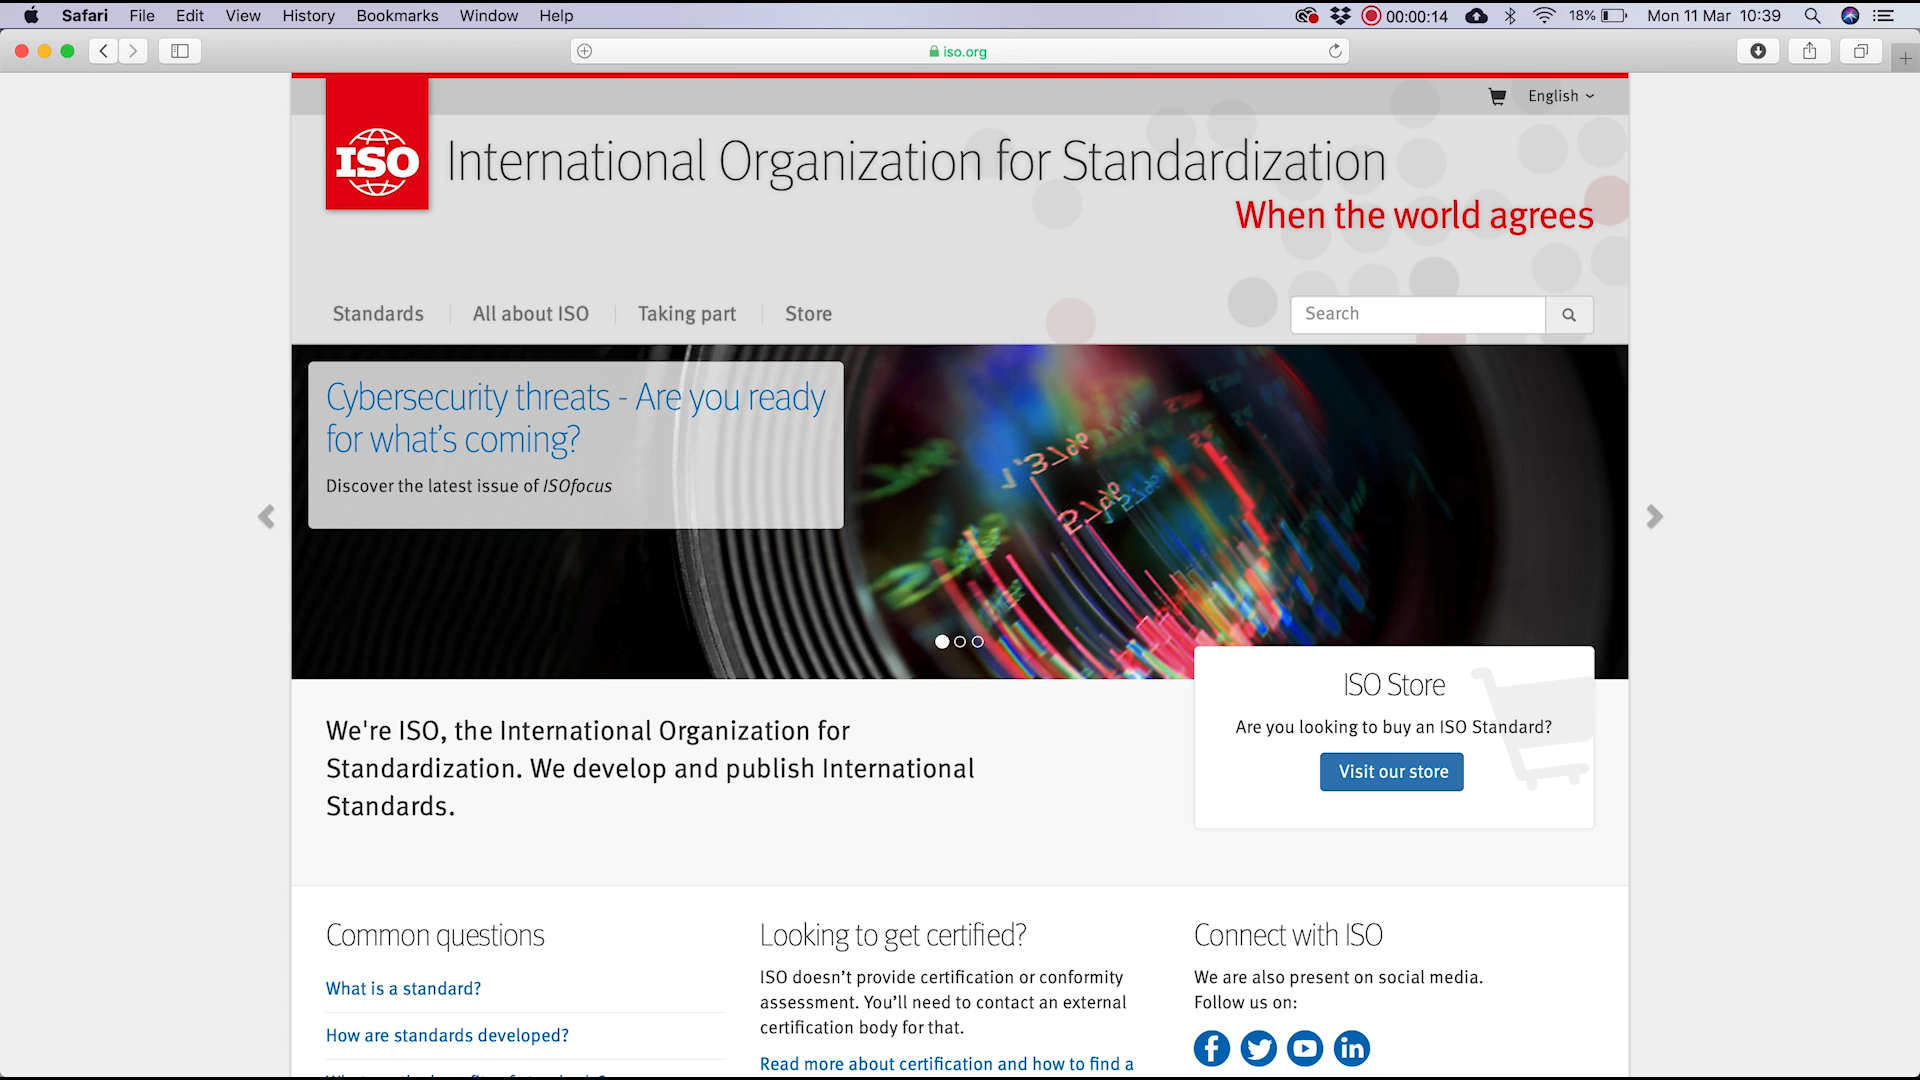 Safari File Edit View History Bookmarks Window Help 00:00:14 18% Mon 11 Mar 10:39
iso.org
English
ISO International Organization for Standardization
When the world agrees
Standards All about ISO Taking part Store Search
Cybersecurity threats - Are you ready
for what's coming?
Discover the latest issue of ISOfocus
We're ISO, the International Organization for
Standardization. We develop and publish International
Standards.
ISO Store
Are you looking to buy an ISO Standard?
Visit our store
Common questions
What is a standard?
How are standards developed?
Looking to get certified?
ISO doesn't provide certification or conformity
assessment. You'll need to contact an external
certification body for that.
Read more about certification and how to find a
Connect with ISO
We are also present on social media.
Follow us on: